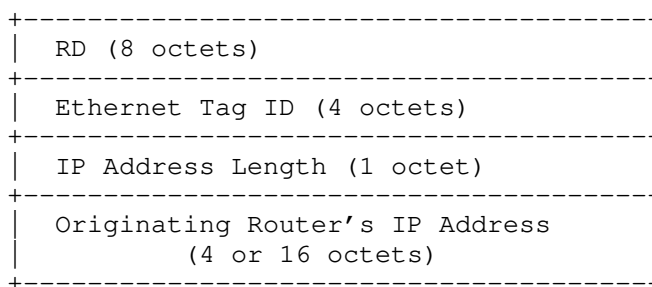 +---------------------------------------
| RD (8 octets)
+---------------------------------------
| Ethernet Tag ID (4 octets)
+---------------------------------------
| IP Address Length (1 octet)
+---------------------------------------
| Originating Router's IP Address
| (4 or 16 octets)
+---------------------------------------